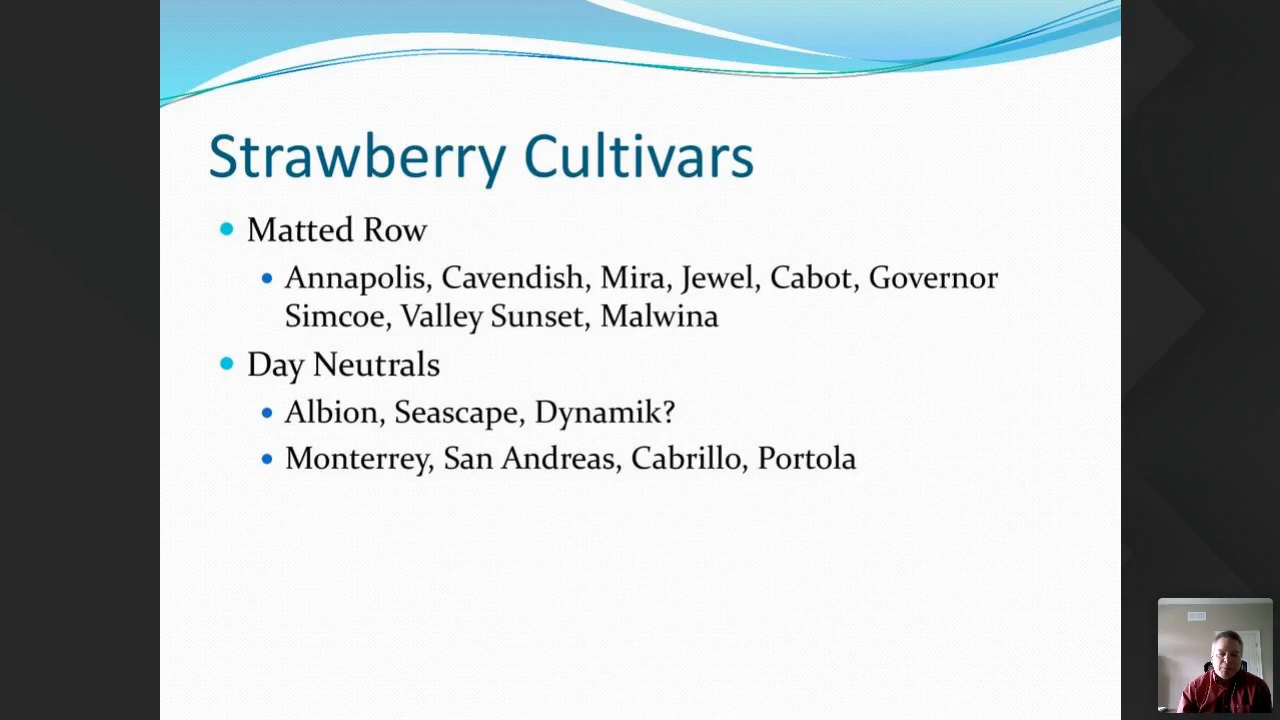 Strawberry Cultivars
Matted Row
Annapolis, Cavendish, Mira, Jewel, Cabot, Governor
Simcoe, Valley Sunset, Malwina
Day Neutrals
Albion, Seascape, Dynamik?
Monterrey, San Andreas, Cabrillo, Portola